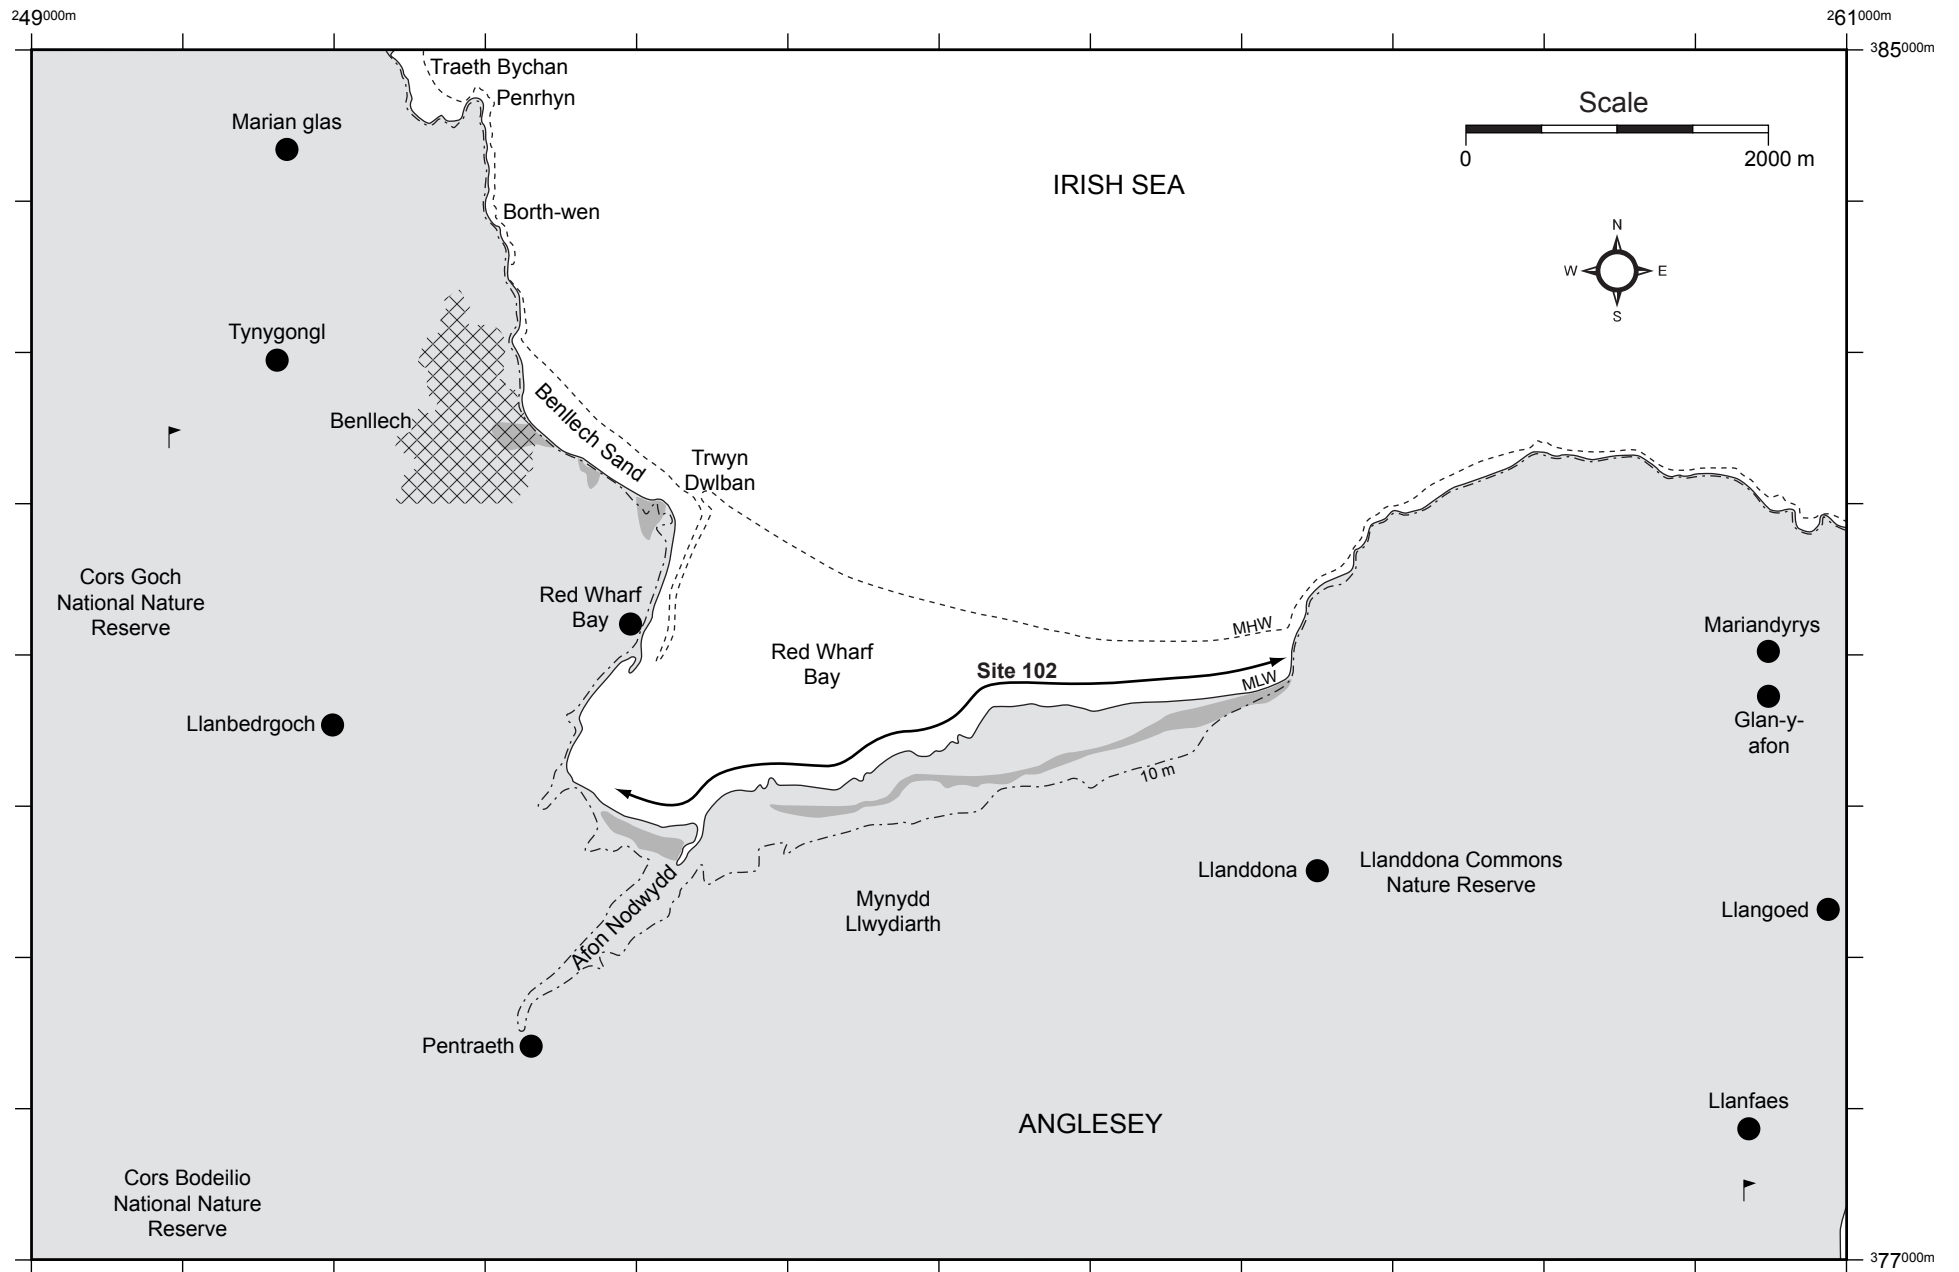 249000m
261000m
385000m
Traeth Bychan
Penrhyn
Scale
0
2000 m
Marian glas
IRISH SEA
Borth-wen
N
W
E
S
Tynygongl
Benllech
Benllech Sand
Trwyn
Dwlban
Cors Goch
National Nature
Reserve
Red Wharf
Bay
Red Wharf
Bay
MHW
Mariandyrys
Site 102
MLW
Llanbedrgoch
Glan-y-
afon
10 m
Llanddona
Llanddona Commons
Nature Reserve
Mynydd
Llwydiarth
Llangoed
Afon Nodwydd
Pentraeth
ANGLESEY
Llanfaes
Cors Bodeilio
National Nature
Reserve
377000m